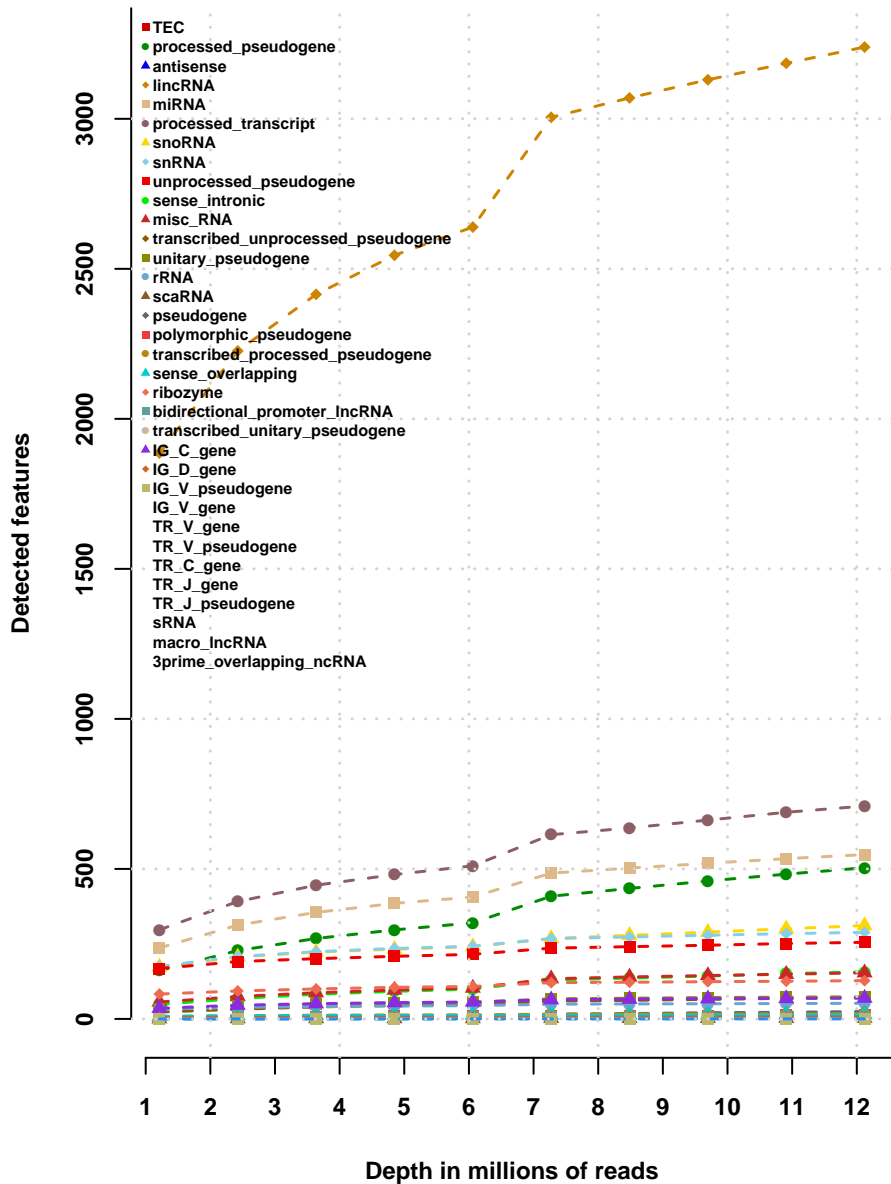 TEC
processed_pseudogene
antisense
lincRNA
miRNA
processed_transcript
snoRNA
snRNA
unprocessed_pseudogene
sense_intronic
misc_RNA
transcribed_unprocessed_pseudogene
unitary_pseudogene
rRNA
scaRNA
pseudogene
polymorphic_pseudogene
transcribed_processed_pseudogene
sense_overlapping
ribozyme
bidirectional_promoter_lncRNA
transcribed_unitary_pseudogene
IG_C_gene
IG_D_gene
IG_V_pseudogene
IG_V_gene
TR_V_gene
TR_V_pseudogene
TR_C_gene
TR_J_gene
TR_J_pseudogene
sRNA
macro_lncRNA
3prime_overlapping_ncRNA
3000
2500
2000
1500
1000
500
0
Detected features
1 2 3 4 5 6 7 8 9 10 11 12
Depth in millions of reads